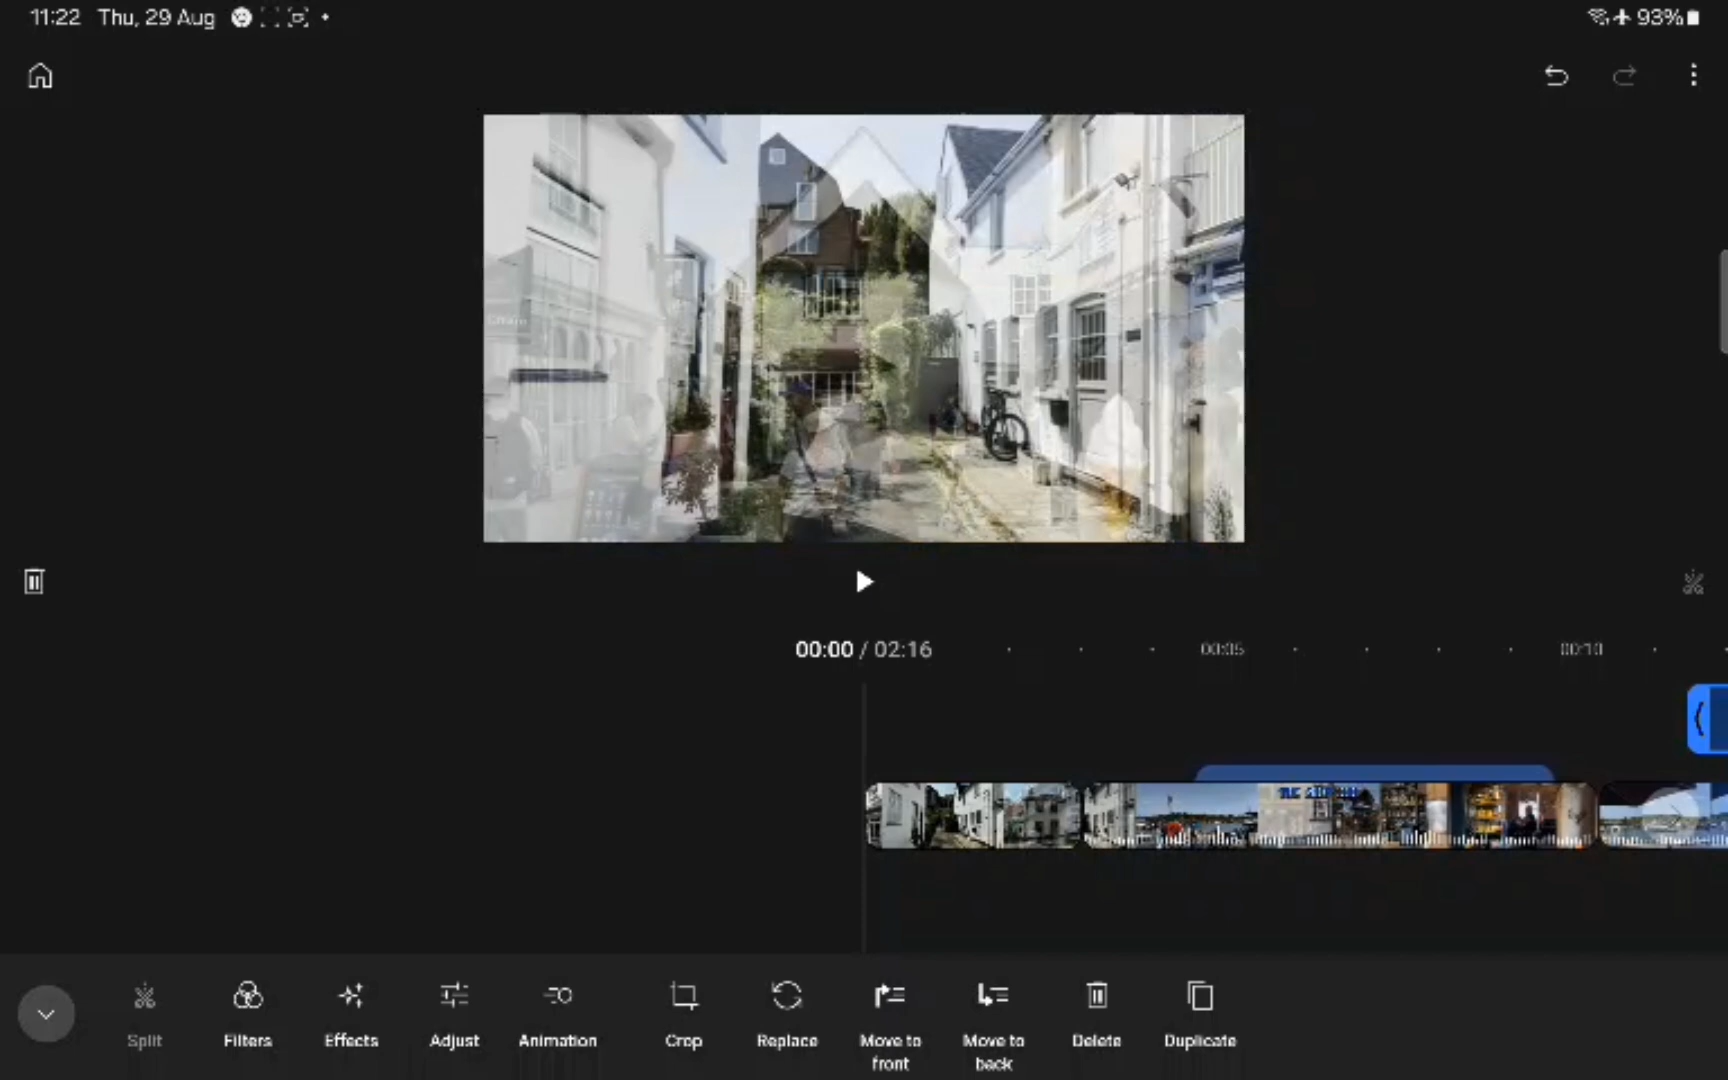 11:22 Thu, 29 Aug
93%
00:00 / 02:16
00:05
00:10
Split
Filters
Effects
Adjust
Animation
Crop
Replace
Move to
front
Move to
back
Delete
Duplicate